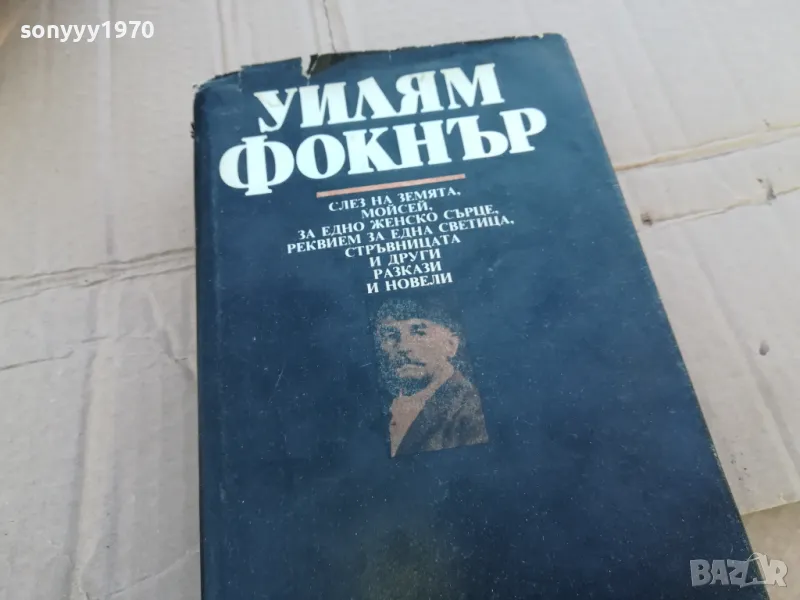 sonyyy1970
УИЛЯМ
ФОКНЪР
СЛЕЗ НА ЗЕМЯТА,
МОЙСЕЙ,
ЗА ЕДНО ЖЕНСКО СЪРЦЕ,
РЕКВИЕМ ЗА ЕДНА СВЕТИЦА,
СТРЪВНИЦАТА
И ДРУГИ
РАЗКАЗИ
И НОВЕЛИ
BAZAR